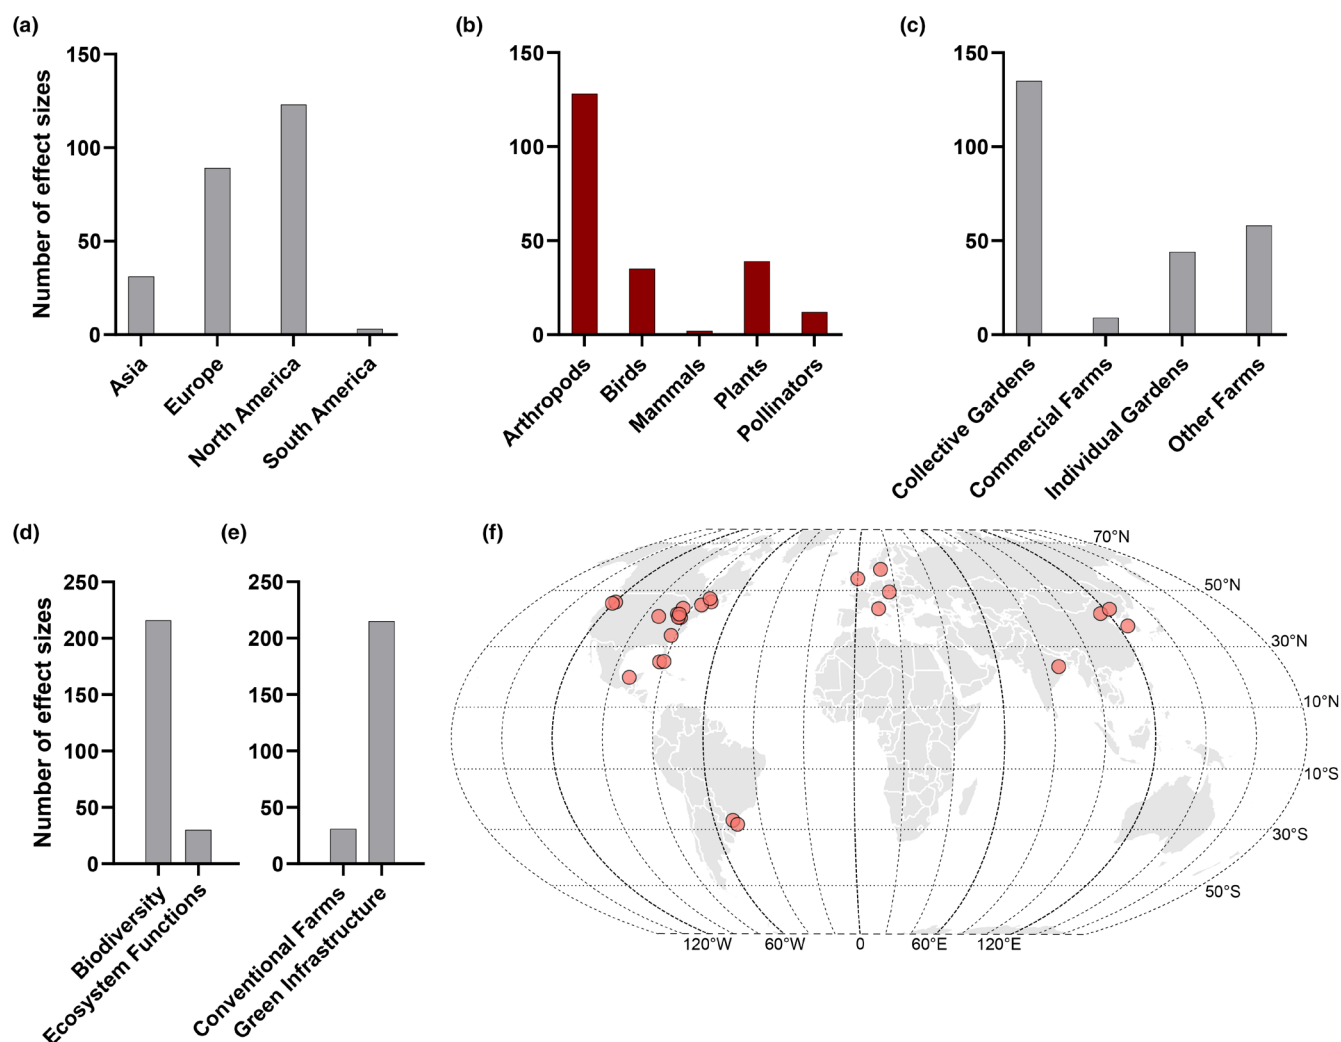 (a)
Number of effect sizes
150
100
50
0
Asia
Europe
North America
South America
(b)
150
100
50
0
Arthropods
Birds
Mammals
Plants
Pollinators
(c)
150
100
50
0
Collective Gardens
Commercial Farms
Individual Gardens
Other Farms
(d)
Number of effect sizes
250
200
150
100
50
0
Biodiversity
Ecosystem Functions
(e)
250
200
150
100
50
0
Conventional Farms
Green Infrastructure
(f)
70°N
50°N
30°N
10°N
10°S
30°S
50°S
120°W
60°W
0
60°E
120°E